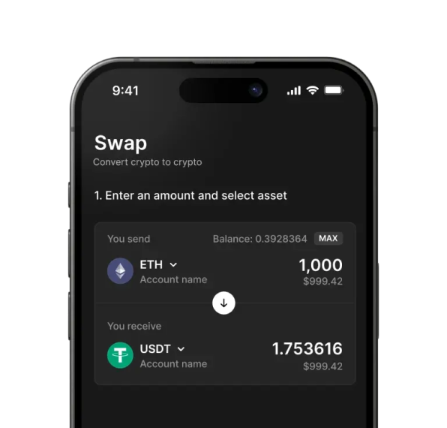 9:41
Swap
Convert crypto to crypto
1. Enter an amount and select asset
You send Balance: 0.3928364 MAX
ETH 1,000
Account name $999.42
You receive
USDT 1.753616
Account name $999.42